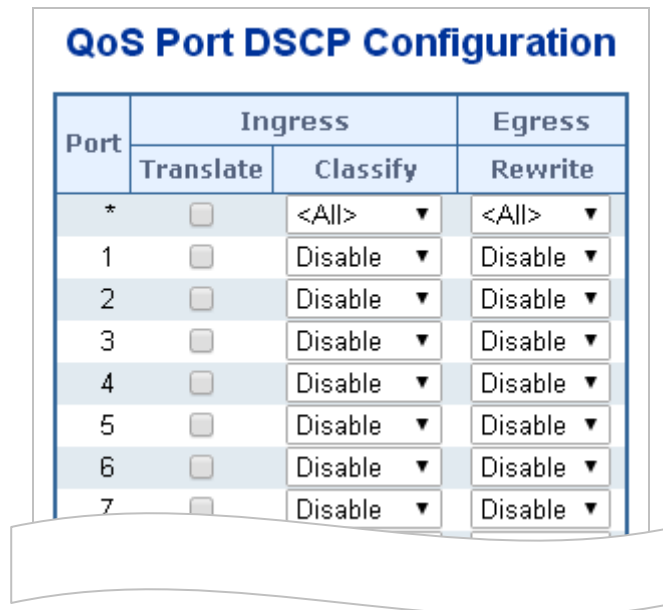 QoS Port DSCP Configuration
Port Ingress Egress
Translate Classify Rewrite
* <All> <All>
1 Disable Disable
2 Disable Disable
3 Disable Disable
4 Disable Disable
5 Disable Disable
6 Disable Disable
7 Disable Disable